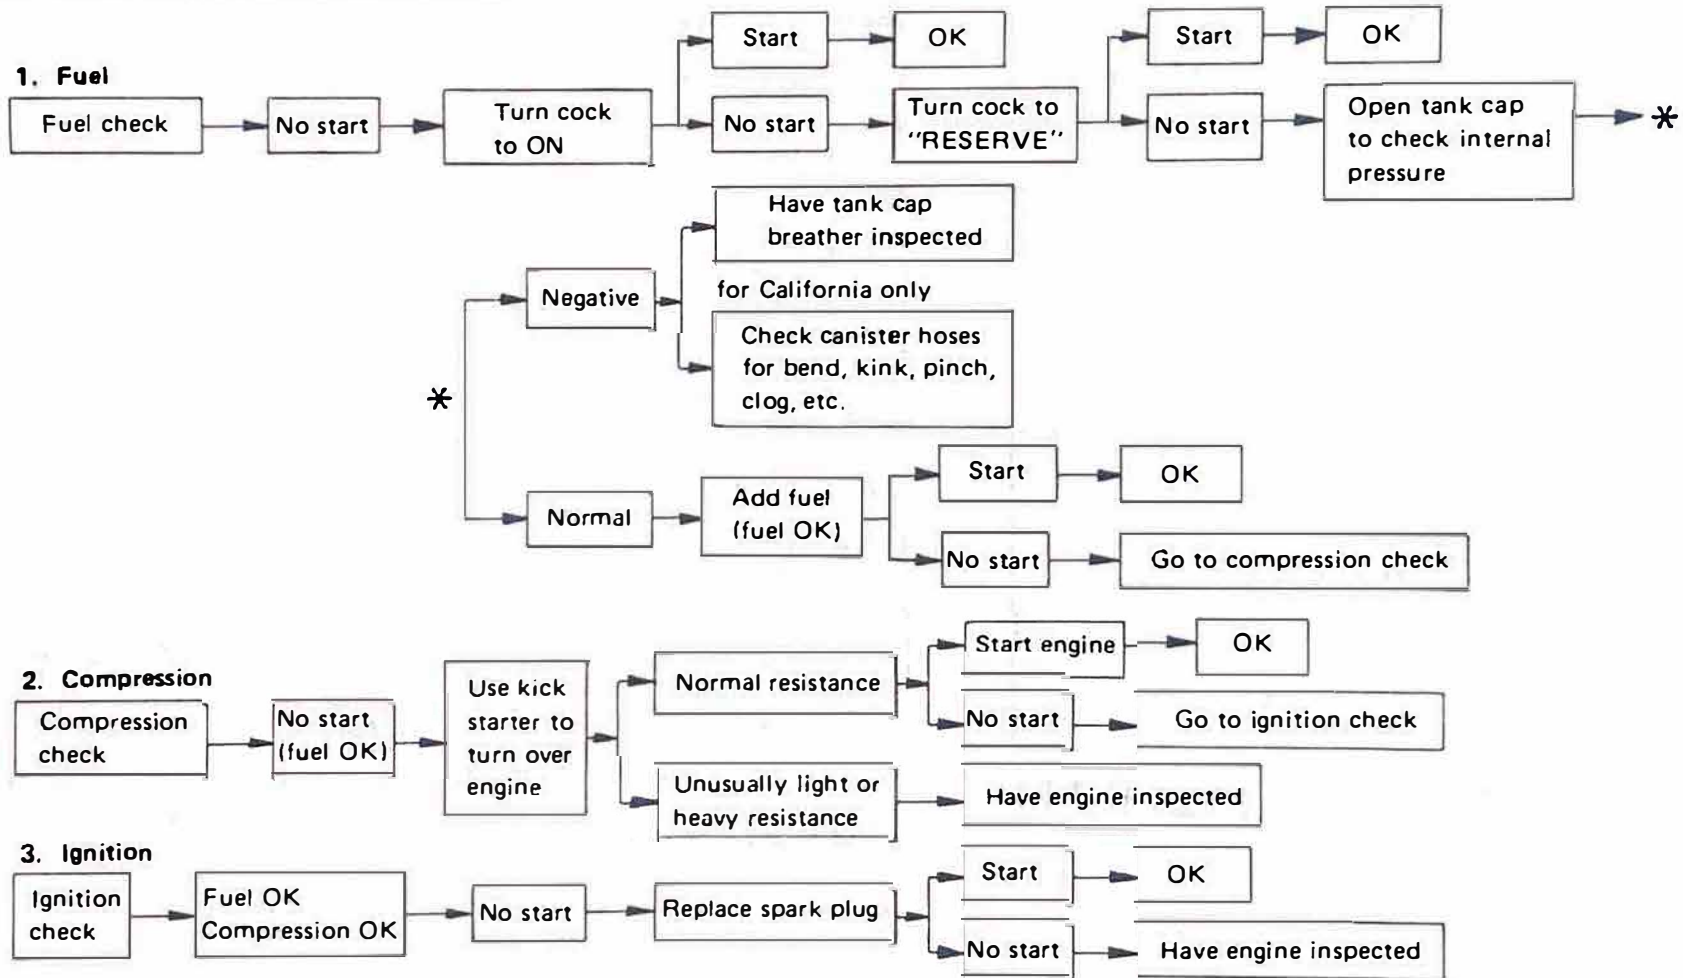 1. Fuel
Fuel check
No start
Turn cock
to ON
Start
OK
No start
Turn cock to
"RESERVE"
Start
OK
No start
Open tank cap
to check internal
pressure
*
*
Negative
Have tank cap
breather inspected
for California only
Check canister hoses
for bend, kink, pinch,
clog, etc.
Normal
Add fuel
(fuel OK)
Start
OK
No start
Go to compression check
2. Compression
Compression
check
No start
(fuel OK)
Use kick
starter to
turn over
engine
Normal resistance
Start engine
OK
No start
Go to ignition check
Unusually light or
heavy resistance
Have engine inspected
3. Ignition
Ignition
check
Fuel OK
Compression OK
No start
Replace spark plug
Start
OK
No start
Have engine inspected